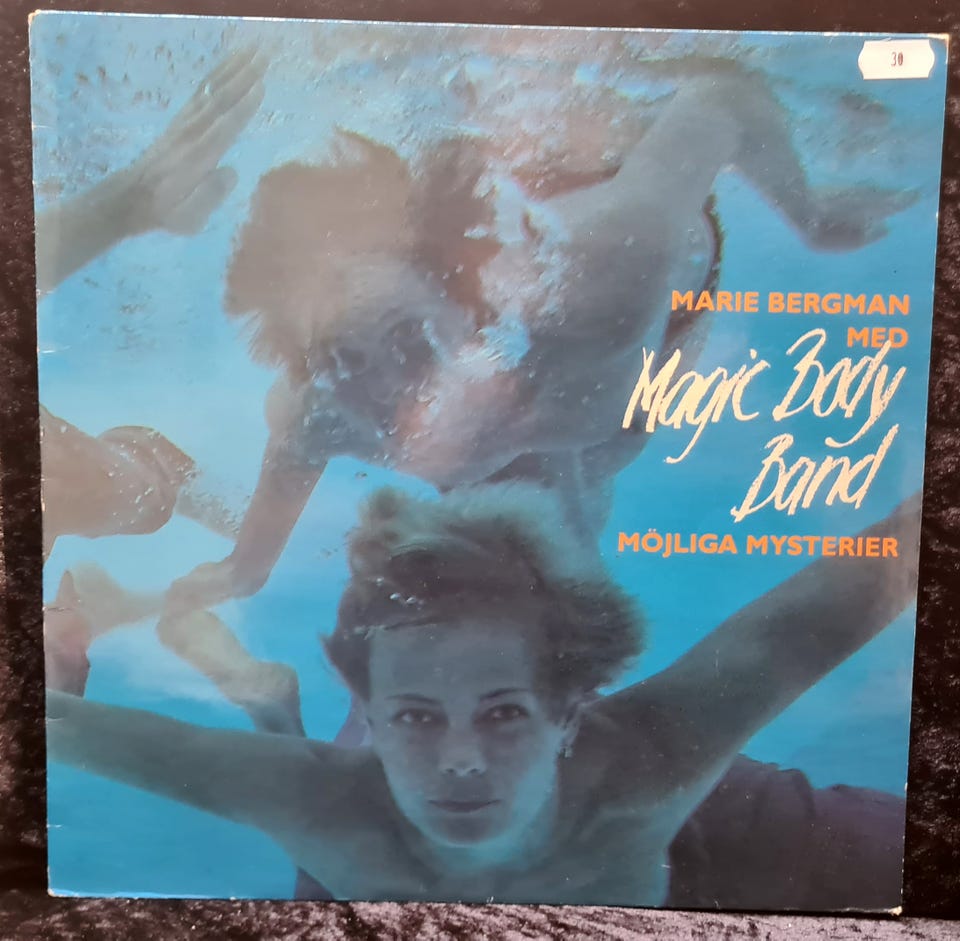 30
MARIE BERGMAN
MED
Magic Body
Band
MÖJLIGA MYSTERIER